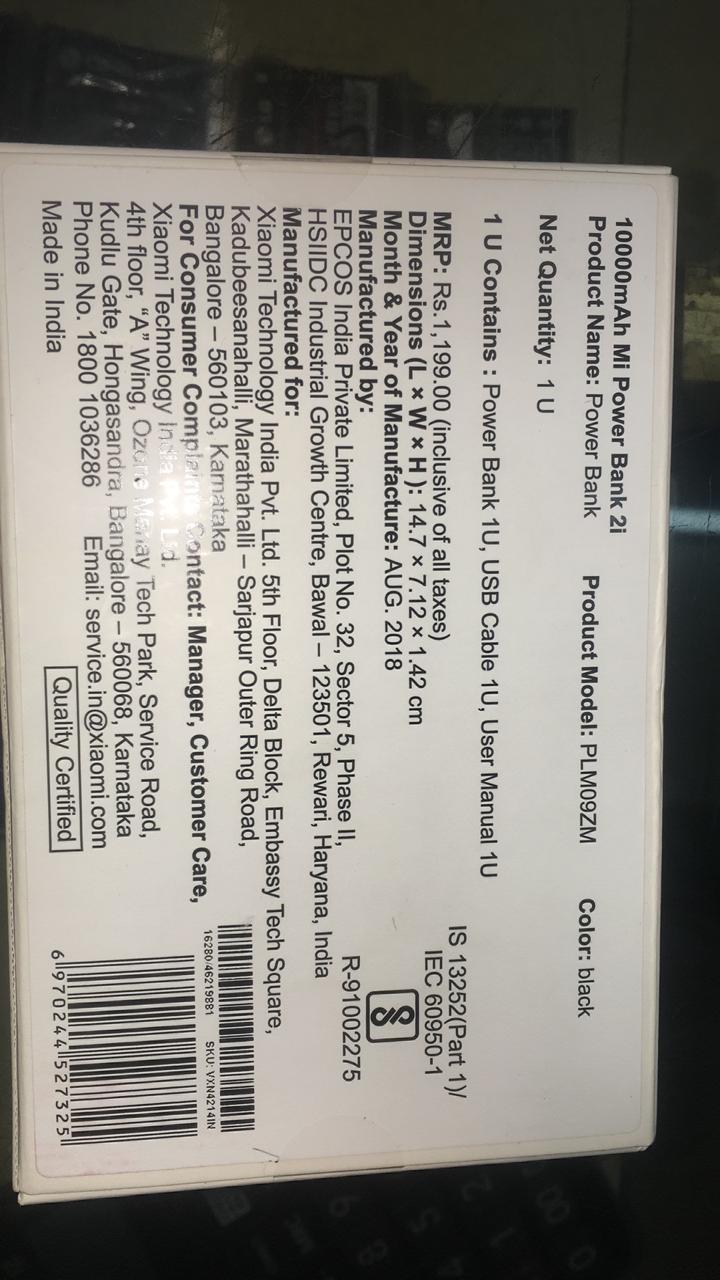 10000mAh Mi Power Bank 2i
Product Name: Power Bank Product Model: PLM09ZM Color: black
Net Quantity: 1 U
1 U Contains : Power Bank 1U, USB Cable 1U, User Manual 1U
MRP: Rs.1,199.00 (inclusive of all taxes)
Dimensions (L × W × H ): 14.7 × 7.12 × 1.42 cm
Month & Year of Manufacture: AUG. 2018
Manufactured by:
EPCOS India Private Limited, Plot No. 32, Sector 5, Phase II,
HSIIDC Industrial Growth Centre, Bawal – 123501, Rewari, Haryana, India
Manufactured for:
Xiaomi Technology India Pvt. Ltd. 5th Floor, Delta Block, Embassy Tech Square,
Kadubeesanahalli, Marathahalli – Sarjapur Outer Ring Road,
Bangalore – 560103, Karnataka
For Consumer Complaints Contact: Manager, Customer Care,
Xiaomi Technology India Pvt. Ltd.
4th floor, "A" Wing, Ozone Manay Tech Park, Service Road,
Kudlu Gate, Hongasandra, Bangalore – 560068, Karnataka
Phone No. 1800 1036286 Email: service.in@xiaomi.com
Made in India
Quality Certified
IS 13252(Part 1)/
IEC 60950-1
R-91002275
16280/46219881 SKU: VXN4214IN
6 970244 527325